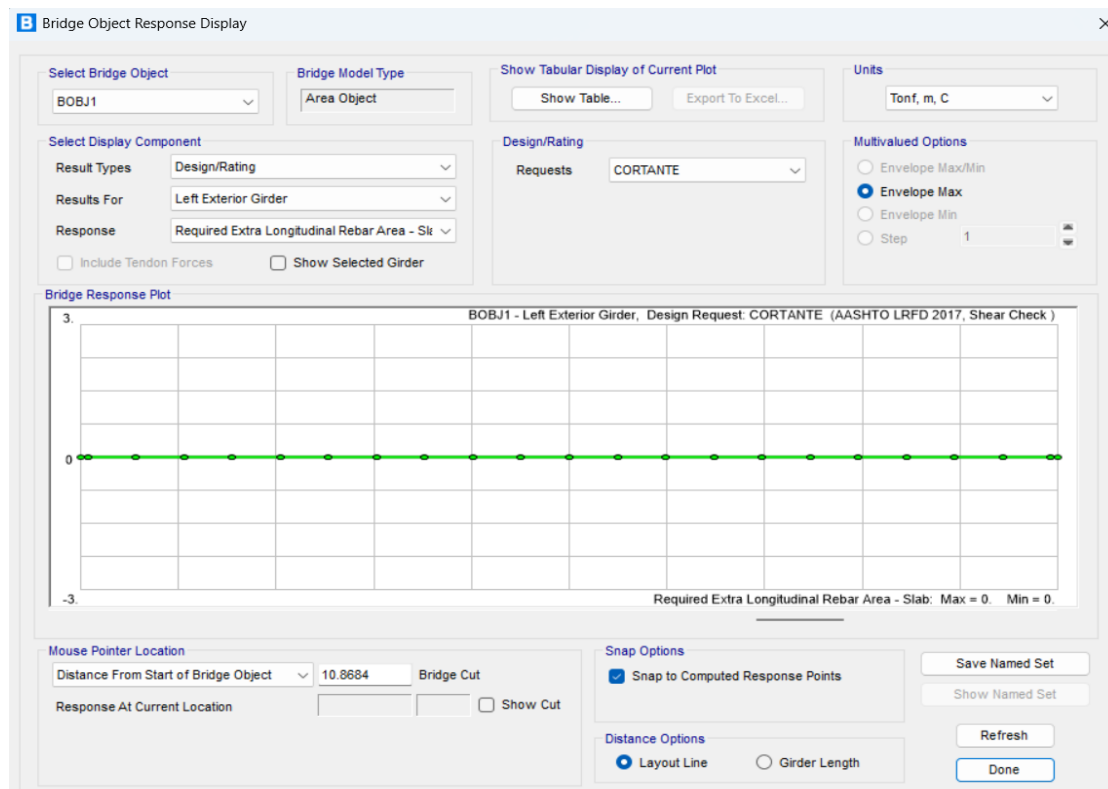 B Bridge Object Response Display
Select Bridge Object
BOBJ1
Bridge Model Type
Area Object
Show Tabular Display of Current Plot
Show Table...
Export To Excel...
Units
Tonf, m, C
Select Display Component
Result Types Design/Rating
Results For Left Exterior Girder
Response Required Extra Longitudinal Rebar Area - Sla
Include Tendon Forces
Show Selected Girder
Design/Rating
Requests CORTANTE
Multivalued Options
Envelope Max/Min
Envelope Max
Envelope Min
Step 1
Bridge Response Plot
BOBJ1 - Left Exterior Girder, Design Request: CORTANTE (AASHTO LRFD 2017, Shear Check )
3.
0
-3.
Required Extra Longitudinal Rebar Area - Slab: Max = 0. Min = 0.
Mouse Pointer Location
Distance From Start of Bridge Object 10.8684 Bridge Cut
Response At Current Location
Show Cut
Snap Options
Snap to Computed Response Points
Distance Options
Layout Line
Girder Length
Save Named Set
Show Named Set
Refresh
Done